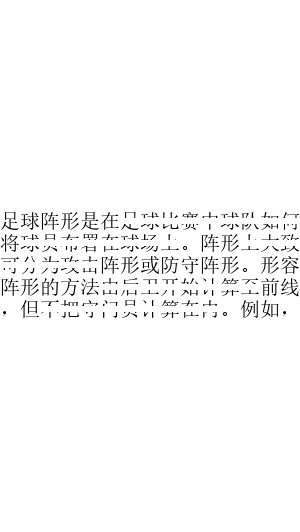 足球阵形是在足球比赛中球队如何
将球员布署在球场上。阵形上大致
可分为攻击阵形或防守阵形。形容
阵形的方法由后卫开始计算至前线
，但不把守门员计算在内。例如，